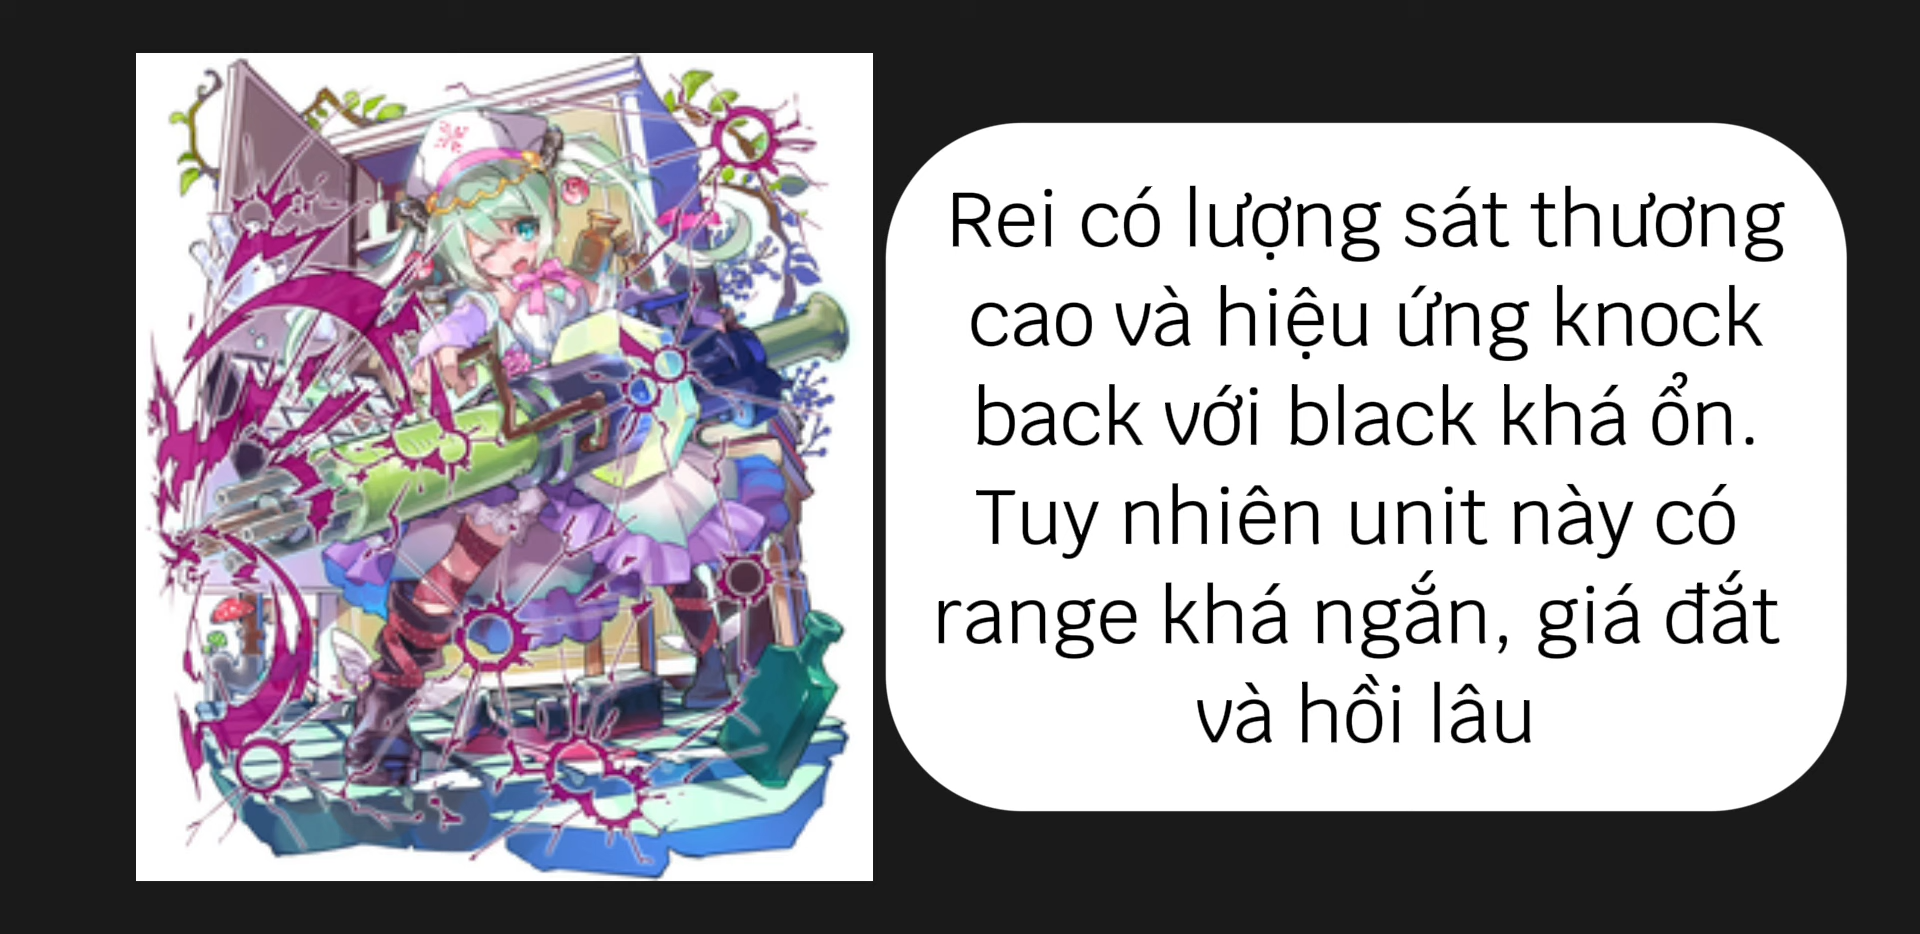 Rei có lượng sát thương
cao và hiệu ứng knock
back với black khá ổn.
Tuy nhiên unit này có
range khá ngắn, giá đắt
và hồi lâu